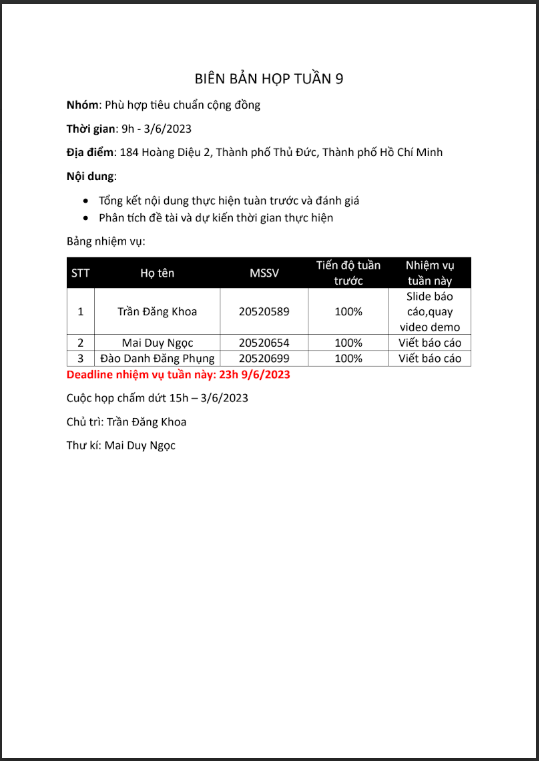 BIÊN BẢN HỌP TUẦN 9
Nhóm: Phù hợp tiêu chuẩn cộng đồng
Thời gian: 9h - 3/6/2023
Địa điểm: 184 Hoàng Diệu 2, Thành phố Thủ Đức, Thành phố Hồ Chí Minh
Nội dung:
• Tổng kết nội dung thực hiện tuàn trước và đánh giá
• Phân tích đề tài và dự kiến thời gian thực hiện
Bảng nhiệm vụ:
STT Họ tên MSSV Tiến độ tuần trước Nhiệm vụ tuần này
1 Trần Đăng Khoa 20520589 100% Slide báo cáo,quay video demo
2 Mai Duy Ngọc 20520654 100% Viết báo cáo
3 Đào Danh Đăng Phụng 20520699 100% Viết báo cáo
Deadline nhiệm vụ tuần này: 23h 9/6/2023
Cuộc họp chấm dứt 15h – 3/6/2023
Chủ trì: Trần Đăng Khoa
Thư kí: Mai Duy Ngọc